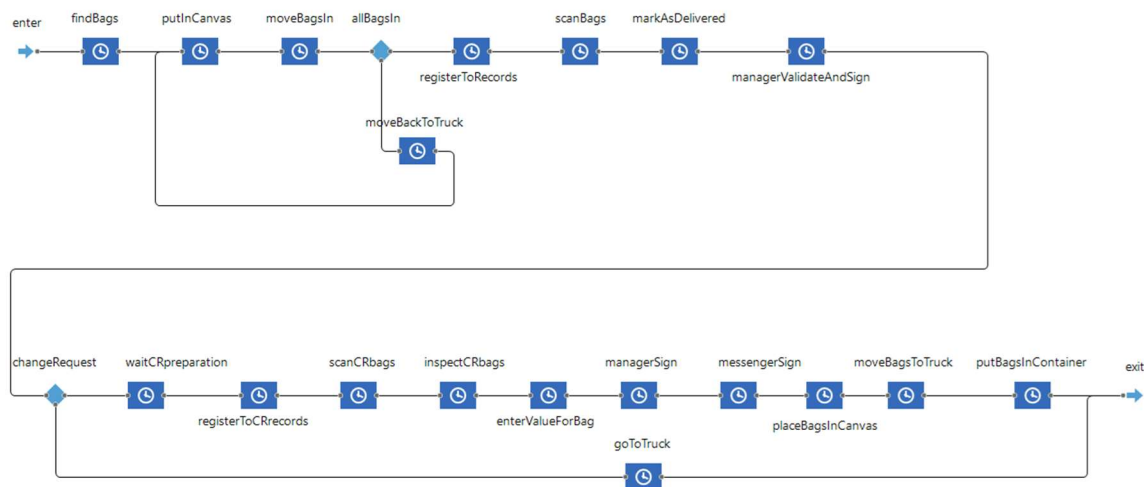 enter
findBags
putInCanvas
moveBagsIn
allBagsIn
registerToRecords
scanBags
markAsDelivered
managerValidateAndSign
moveBackToTruck
changeRequest
waitCRpreparation
registerToCRrecords
scanCRbags
inspectCRbags
enterValueForBag
managerSign
messengerSign
placeBagsInCanvas
moveBagsToTruck
putBagsInContainer
exit
goToTruck